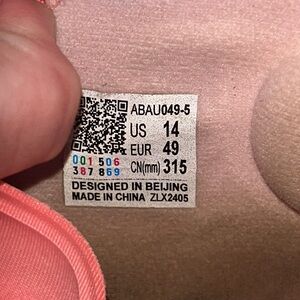 ABAU049-5
US 14
EUR 49
CN(mm) 315
001 506
387 869
DESIGNED IN BEIJING
MADE IN CHINA ZLX2405